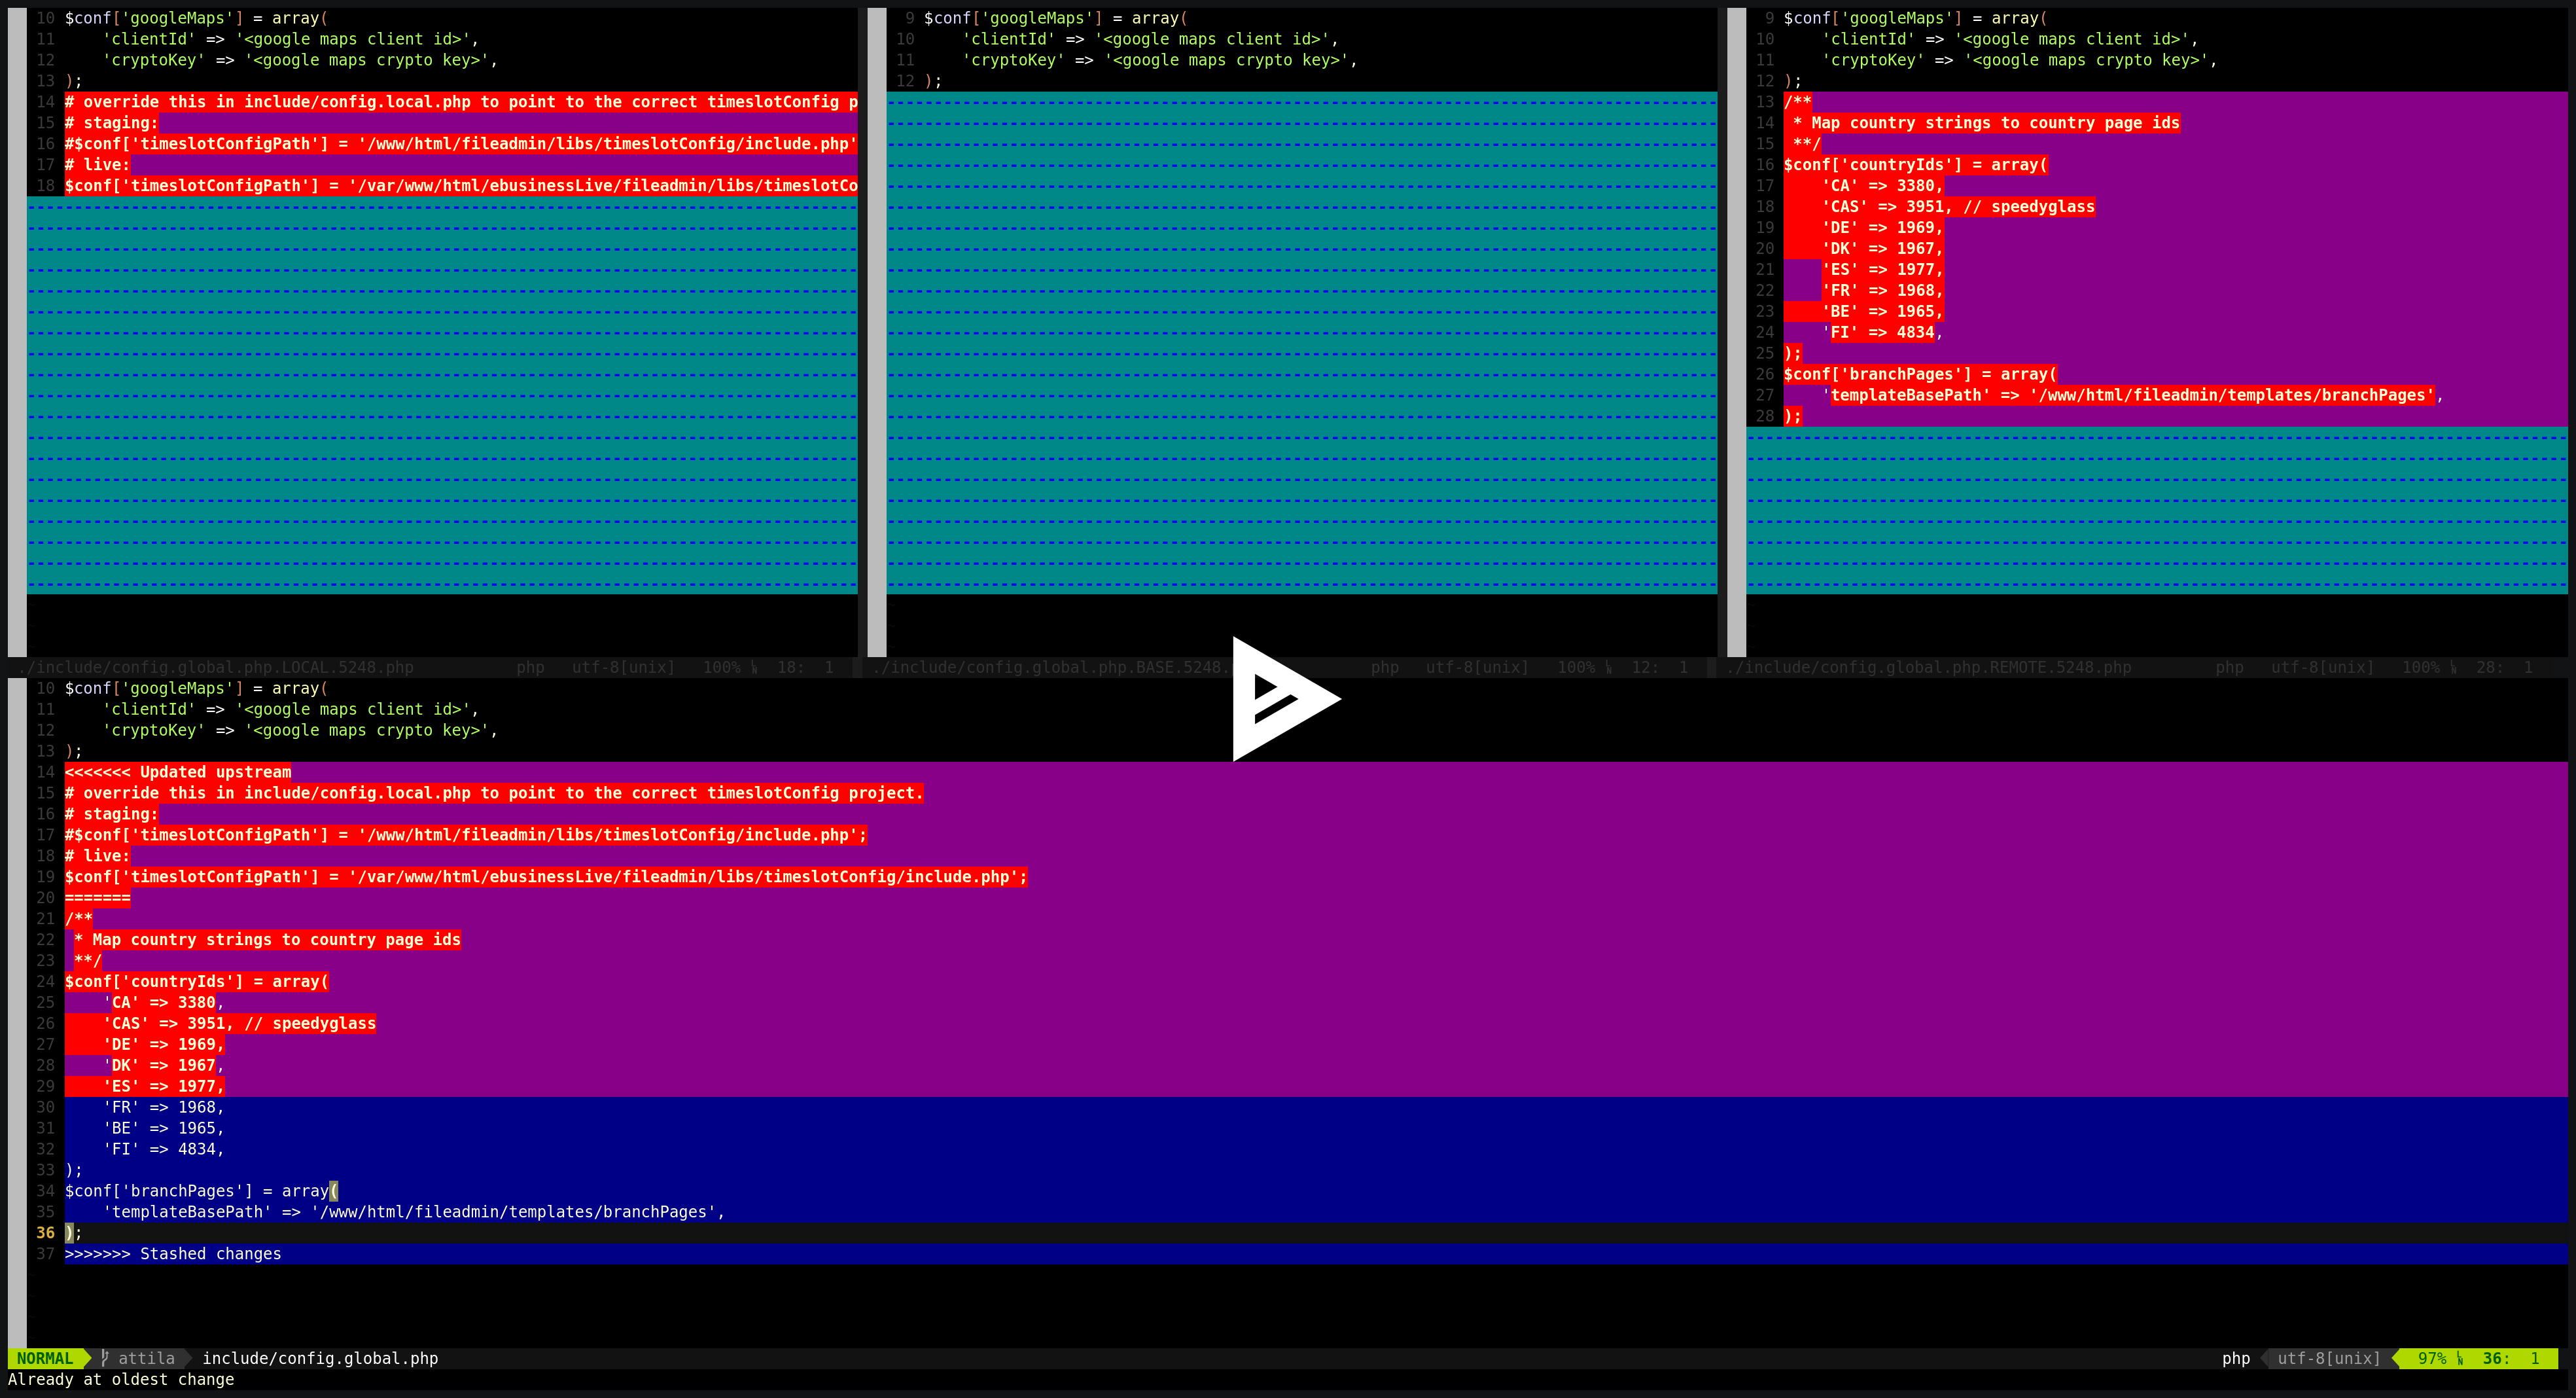 10 $conf['googleMaps'] = array(
11     'clientId' => '<google maps client id>',
12     'cryptoKey' => '<google maps crypto key>',
13 );
14 # override this in include/config.local.php to point to the correct timeslotConfig p
15 # staging:
16 #$conf['timeslotConfigPath'] = '/www/html/fileadmin/libs/timeslotConfig/include.php'
17 # live:
18 $conf['timeslotConfigPath'] = '/var/www/html/ebusinessLive/fileadmin/libs/timeslotCo
./include/config.global.php.LOCAL.5248.php php utf-8[unix] 100% 18: 1
9 $conf['googleMaps'] = array(
10     'clientId' => '<google maps client id>',
11     'cryptoKey' => '<google maps crypto key>',
12 );
./include/config.global.php.BASE.5248. php utf-8[unix] 100% 12: 1
9 $conf['googleMaps'] = array(
10     'clientId' => '<google maps client id>',
11     'cryptoKey' => '<google maps crypto key>',
12 );
13 /**
14  * Map country strings to country page ids
15  **/
16 $conf['countryIds'] = array(
17     'CA' => 3380,
18     'CAS' => 3951, // speedyglass
19     'DE' => 1969,
20     'DK' => 1967,
21     'ES' => 1977,
22     'FR' => 1968,
23     'BE' => 1965,
24     'FI' => 4834,
25 );
26 $conf['branchPages'] = array(
27     'templateBasePath' => '/www/html/fileadmin/templates/branchPages',
28 );
./include/config.global.php.REMOTE.5248.php php utf-8[unix] 100% 28: 1
10 $conf['googleMaps'] = array(
11     'clientId' => '<google maps client id>',
12     'cryptoKey' => '<google maps crypto key>',
13 );
14 <<<<<<< Updated upstream
15 # override this in include/config.local.php to point to the correct timeslotConfig project.
16 # staging:
17 #$conf['timeslotConfigPath'] = '/www/html/fileadmin/libs/timeslotConfig/include.php';
18 # live:
19 $conf['timeslotConfigPath'] = '/var/www/html/ebusinessLive/fileadmin/libs/timeslotConfig/include.php';
20 =======
21 /**
22  * Map country strings to country page ids
23  **/
24 $conf['countryIds'] = array(
25     'CA' => 3380,
26     'CAS' => 3951, // speedyglass
27     'DE' => 1969,
28     'DK' => 1967,
29     'ES' => 1977,
30     'FR' => 1968,
31     'BE' => 1965,
32     'FI' => 4834,
33 );
34 $conf['branchPages'] = array(
35     'templateBasePath' => '/www/html/fileadmin/templates/branchPages',
36 );
37 >>>>>>> Stashed changes
NORMAL attila include/config.global.php php utf-8[unix] 97% 36: 1
Already at oldest change